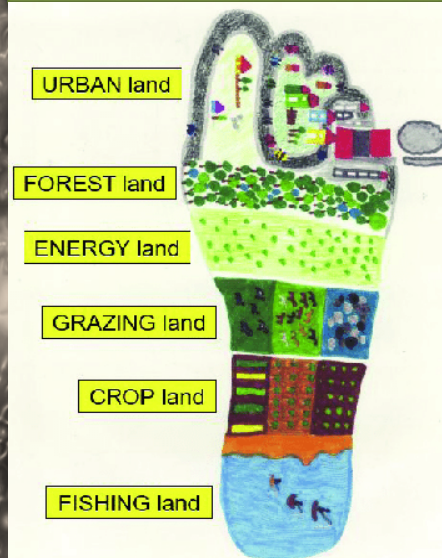 URBAN land
FOREST land
ENERGY land
GRAZING land
CROP land
FISHING land